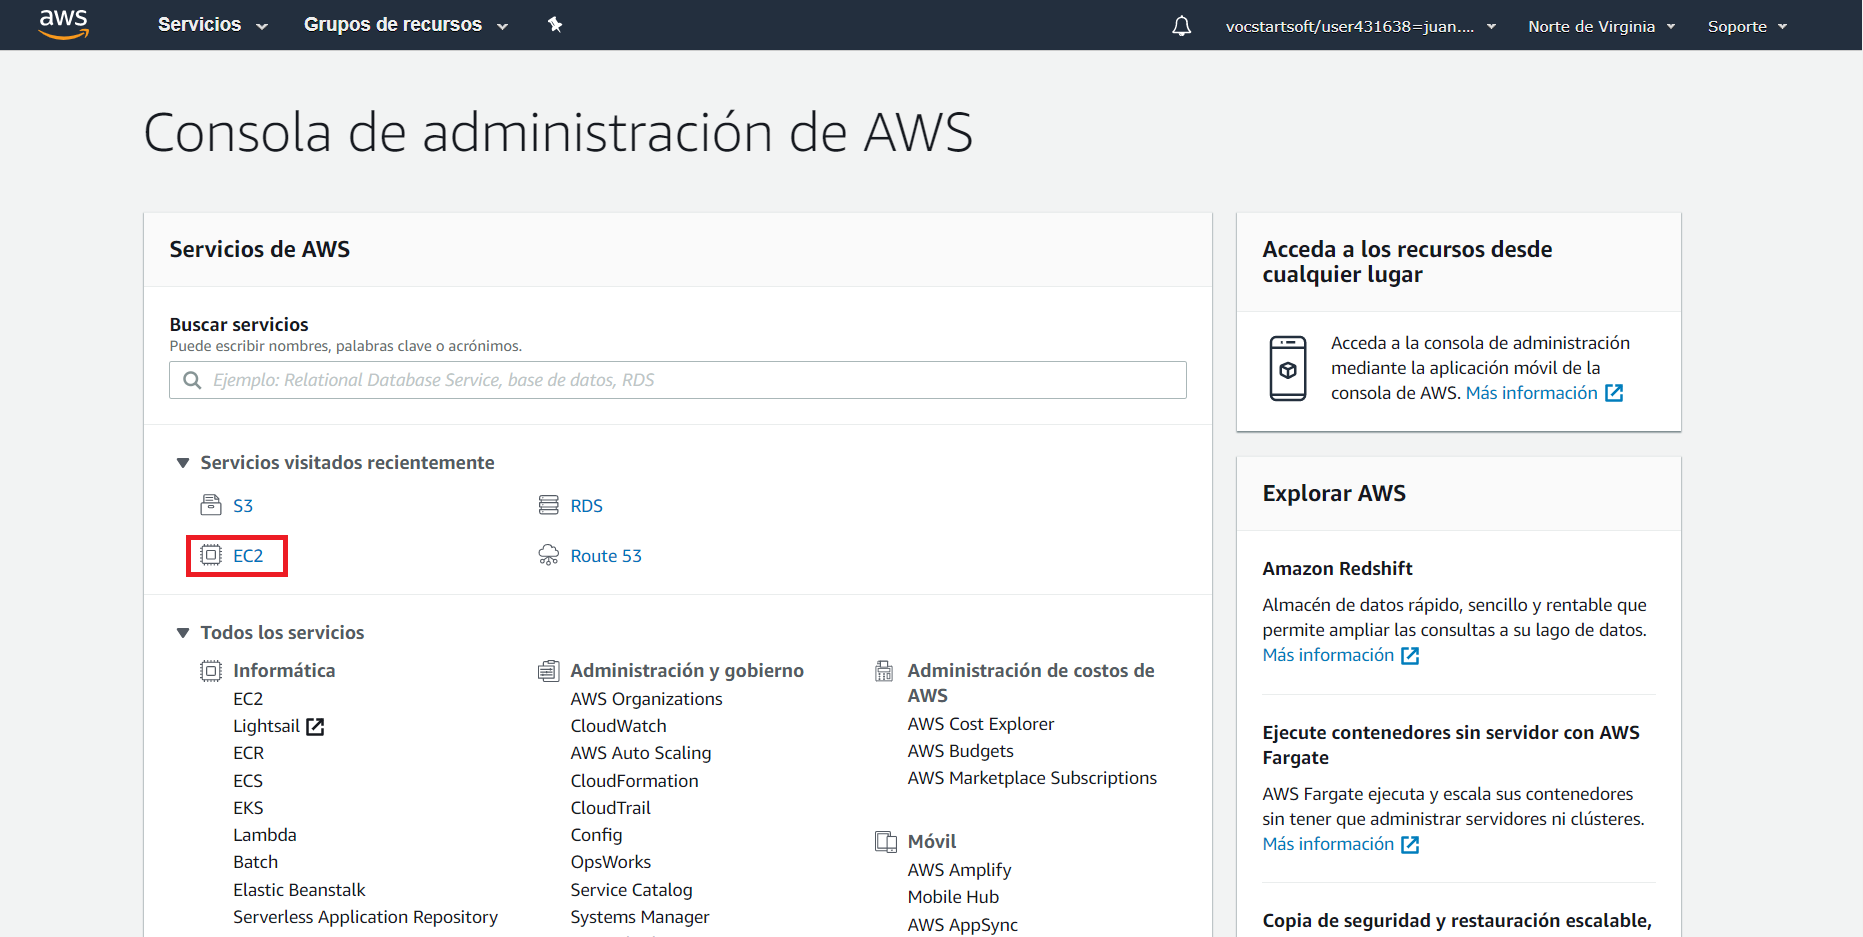 aws Servicios Grupos de recursos vocstartsoft/user431638=juan.... Norte de Virginia Soporte
Consola de administración de AWS
Servicios de AWS
Buscar servicios
Puede escribir nombres, palabras clave o acrónimos.
Ejemplo: Relational Database Service, base de datos, RDS
Servicios visitados recientemente
S3
RDS
EC2
Route 53
Todos los servicios
Informática
EC2
Lightsail
ECR
ECS
EKS
Lambda
Batch
Elastic Beanstalk
Serverless Application Repository
Administración y gobierno
AWS Organizations
CloudWatch
AWS Auto Scaling
CloudFormation
CloudTrail
Config
OpsWorks
Service Catalog
Systems Manager
Administración de costos de
AWS
AWS Cost Explorer
AWS Budgets
AWS Marketplace Subscriptions
Móvil
AWS Amplify
Mobile Hub
AWS AppSync
Acceda a los recursos desde
cualquier lugar
Acceda a la consola de administración
mediante la aplicación móvil de la
consola de AWS. Más información
Explorar AWS
Amazon Redshift
Almacén de datos rápido, sencillo y rentable que
permite ampliar las consultas a su lago de datos.
Más información
Ejecute contenedores sin servidor con AWS
Fargate
AWS Fargate ejecuta y escala sus contenedores
sin tener que administrar servidores ni clústeres.
Más información
Copia de seguridad y restauración escalable,